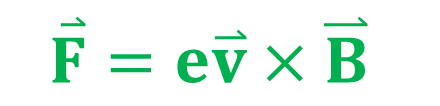 F⃗ = ev⃗ × B⃗